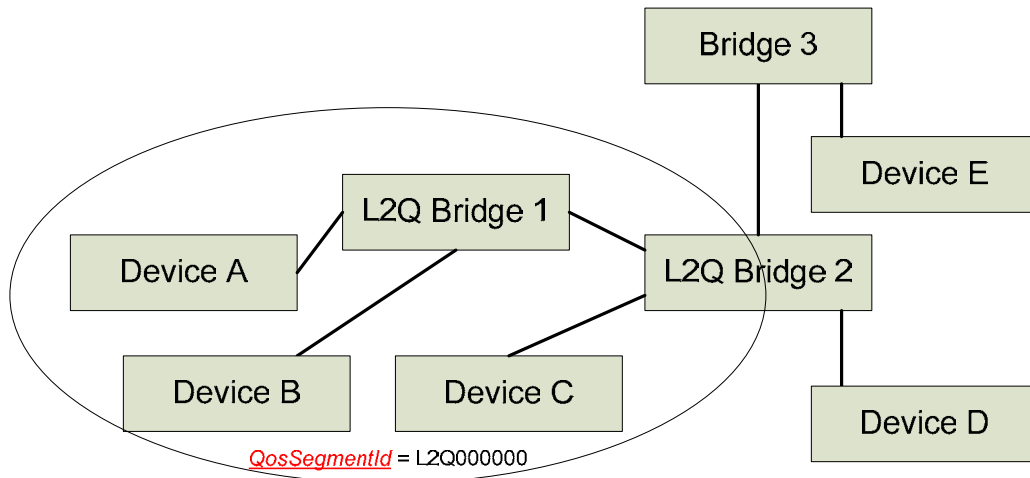 Bridge 3
Device E
L2Q Bridge 1
Device A
L2Q Bridge 2
Device B
Device C
Device D
QosSegmentId = L2Q000000